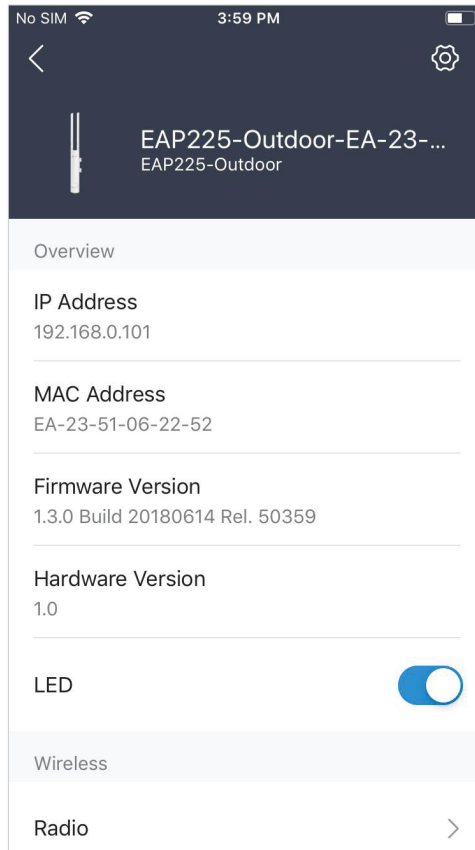 No SIM 3:59 PM
EAP225-Outdoor-EA-23-...
EAP225-Outdoor
Overview
IP Address
192.168.0.101
MAC Address
EA-23-51-06-22-52
Firmware Version
1.3.0 Build 20180614 Rel. 50359
Hardware Version
1.0
LED
Wireless
Radio